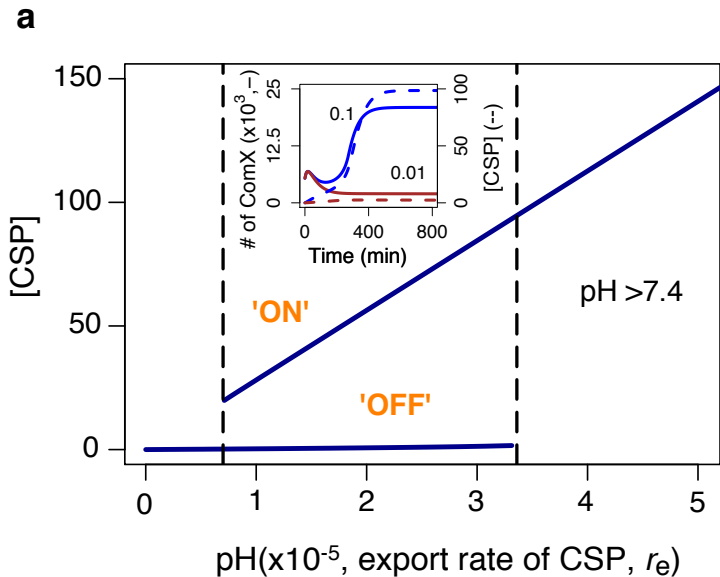 a
[CSP]
150
100
50
0
# of ComX (x10³,-)
25
12.5
0
0.1
0.01
100
50
0
[CSP] (--)
0 400 800
Time (min)
'ON'
'OFF'
pH >7.4
0 1 2 3 4 5
pH(x10⁻⁵, export rate of CSP, rₑ)